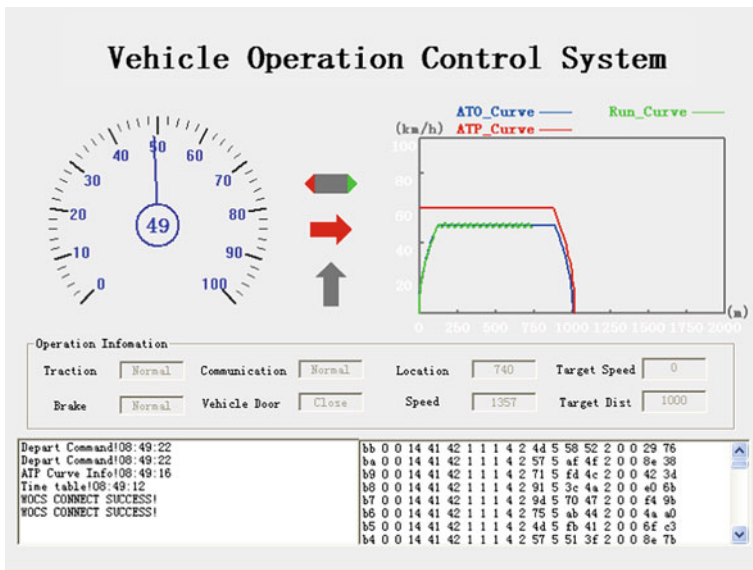 Vehicle Operation Control System
ATO_Curve Run_Curve
(km/h) ATP_Curve
100
80
60
40
20
0 250 500 750 1000 1250 1500 1750 2000
(m)
0
10
20
30
40
50
60
70
80
90
100
49
Operation Infomation
Traction Normal Communication Normal Location 740 Target Speed 0
Brake Normal Vehicle Door Close Speed 1357 Target Dist 1000
Depart Command!08:49:22
Depart Command!08:49:22
ATP Curve Info!08:49:16
Time table!08:49:12
WOCS CONNECT SUCCESS!
WOCS CONNECT SUCCESS!
bb 0 0 14 41 42 1 1 1 4 2 4d 5 58 52 2 0 0 29 76
ba 0 0 14 41 42 1 1 1 4 2 57 5 af 4f 2 0 0 8e 38
b9 0 0 14 41 42 1 1 1 4 2 71 5 fd 4c 2 0 0 42 3d
b8 0 0 14 41 42 1 1 1 4 2 91 5 3c 4a 2 0 0 e0 6b
b7 0 0 14 41 42 1 1 1 4 2 9d 5 70 47 2 0 0 f4 9b
b6 0 0 14 41 42 1 1 1 4 2 75 5 ab 44 2 0 0 4a a0
b5 0 0 14 41 42 1 1 1 4 2 4d 5 fb 41 2 0 0 6f c3
b4 0 0 14 41 42 1 1 1 4 2 57 5 51 3f 2 0 0 8e 7b